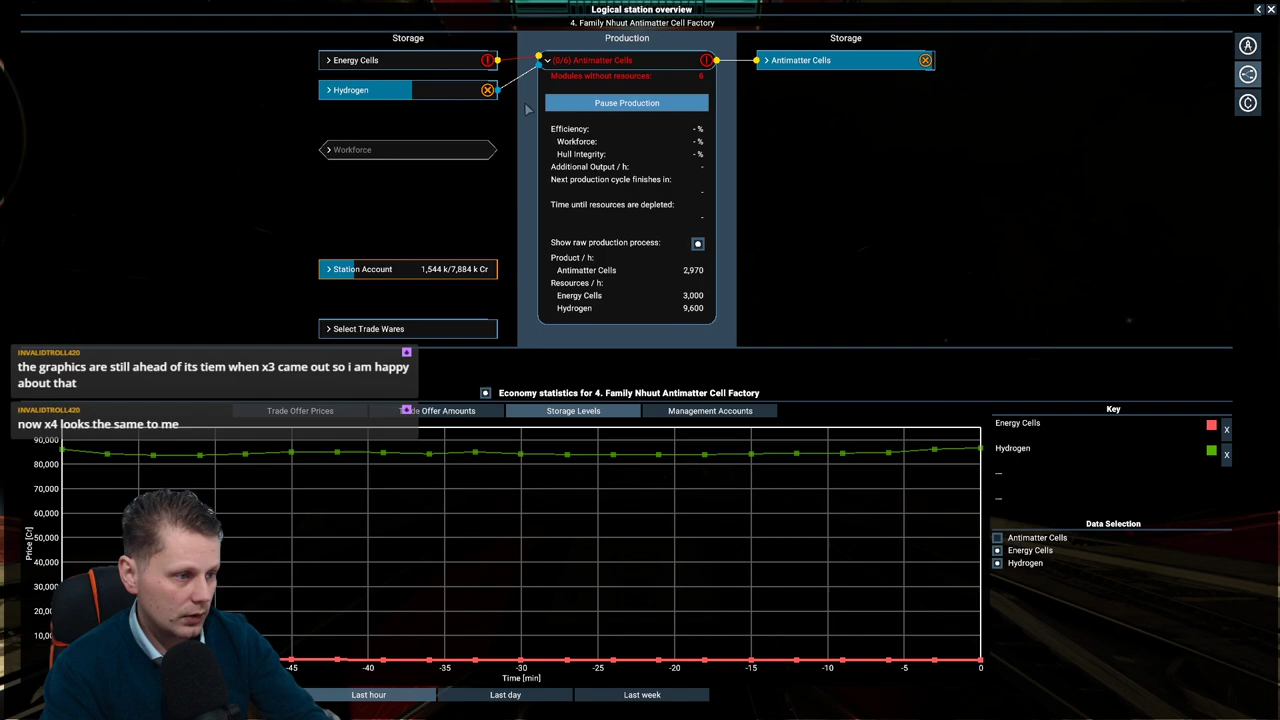 Logical station overview
4. Family Nhuut Antimatter Cell Factory
Storage
Production
Storage
Energy Cells
(0/6) Antimatter Cells
Antimatter Cells
Modules without resources: 6
Hydrogen
Pause Production
Efficiency: - %
Workforce: - %
Hull Integrity: - %
Additional Output / h: -
Next production cycle finishes in:
-
Time until resources are depleted:
-
Workforce
Show raw production process:
Product / h:
Antimatter Cells 2,970
Resources / h:
Energy Cells 3,000
Hydrogen 9,600
Station Account 1,544 k/7,884 k Cr
Select Trade Wares
INVALIDTROLL420
the graphics are still ahead of its tiem when x3 came out so i am happy
about that
INVALIDTROLL420
now x4 looks the same to me
Economy statistics for 4. Family Nhuut Antimatter Cell Factory
Trade Offer Prices
de Offer Amounts
Storage Levels
Management Accounts
Key
Energy Cells X
Hydrogen X
---
---
Data Selection
Antimatter Cells
Energy Cells
Hydrogen
90,000
80,000
70,000
60,000
50,000
40,000
30,000
20,000
10,000
Price [Cr]
-45 -40 -35 -30 -25 -20 -15 -10 -5 0
Time [min]
Last hour
Last day
Last week